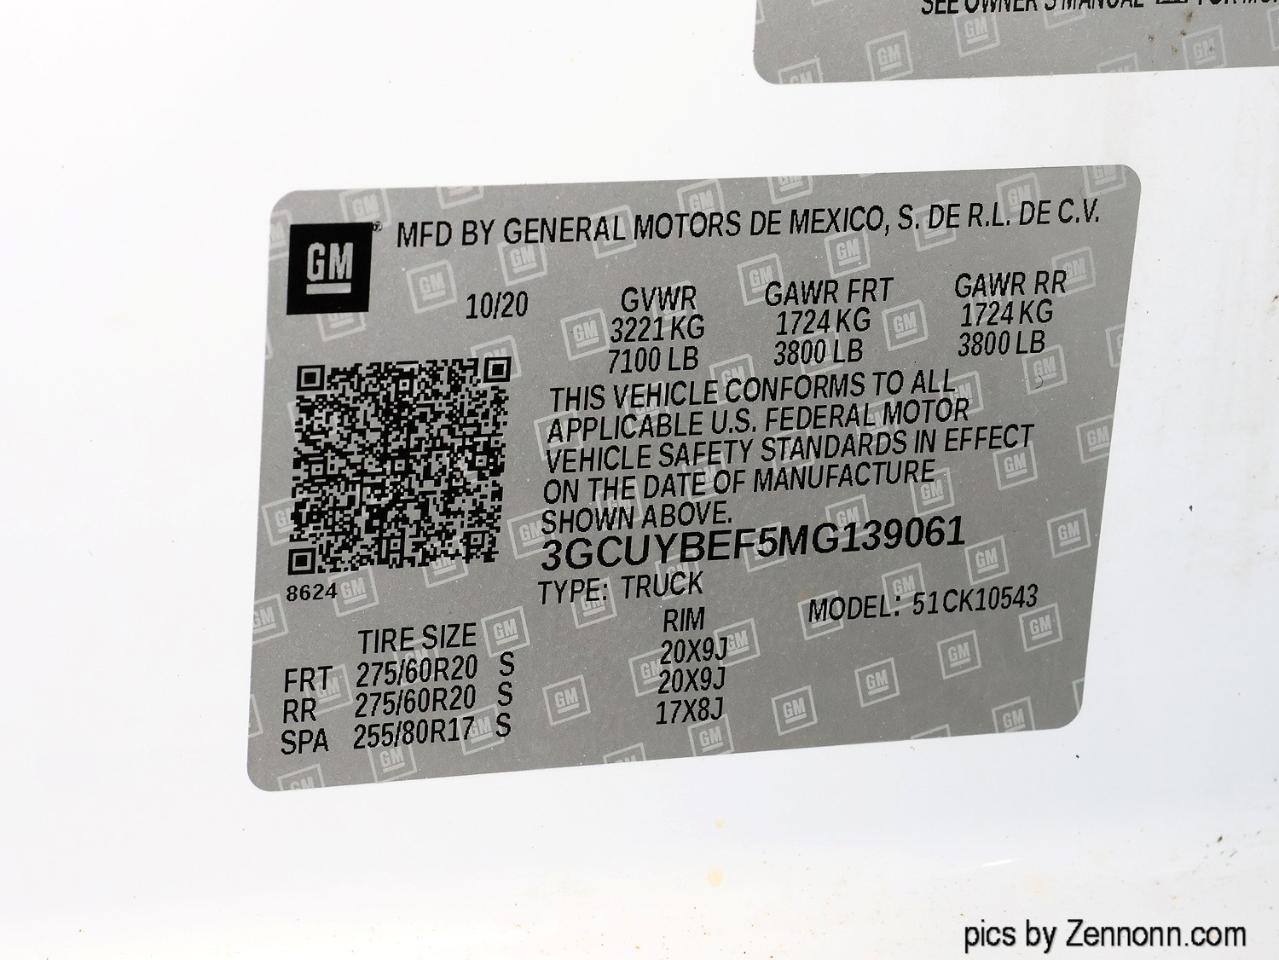 SEE OWNER'S MANUAL
GM
MFD BY GENERAL MOTORS DE MEXICO, S. DE R.L. DE C.V.
10/20 GVWR GAWR FRT GAWR RR
3221 KG 1724 KG 1724 KG
7100 LB 3800 LB 3800 LB
THIS VEHICLE CONFORMS TO ALL
APPLICABLE U.S. FEDERAL MOTOR
VEHICLE SAFETY STANDARDS IN EFFECT
ON THE DATE OF MANUFACTURE
SHOWN ABOVE.
3GCUYBEF5MG139061
8624
TYPE: TRUCK MODEL: 51CK10543
TIRE SIZE RIM
FRT 275/60R20 S 20X9J
RR 275/60R20 S 20X9J
SPA 255/80R17 S 17X8J
pics by Zennonn.com